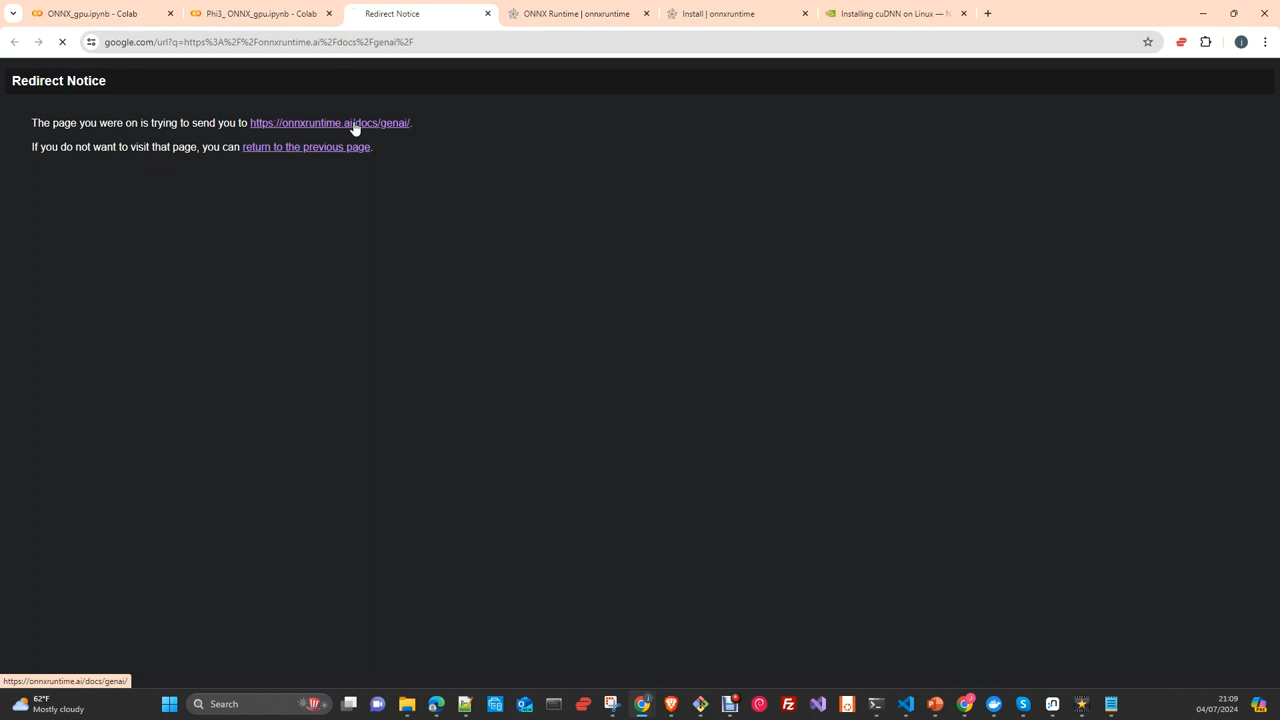 ONNX_gpu.ipynb - Colab
Phi3_ ONNX_gpu.ipynb - Colab
Redirect Notice
ONNX Runtime | onnxruntime
Install | onnxruntime
Installing cuDNN on Linux — N
google.com/url?q=https%3A%2F%2Fonnxruntime.ai%2Fdocs%2Fgenai%2F
Redirect Notice
The page you were on is trying to send you to https://onnxruntime.ai/docs/genai/.
If you do not want to visit that page, you can return to the previous page.
https://onnxruntime.ai/docs/genai/
62°F
Mostly cloudy
Search
21:09
04/07/2024